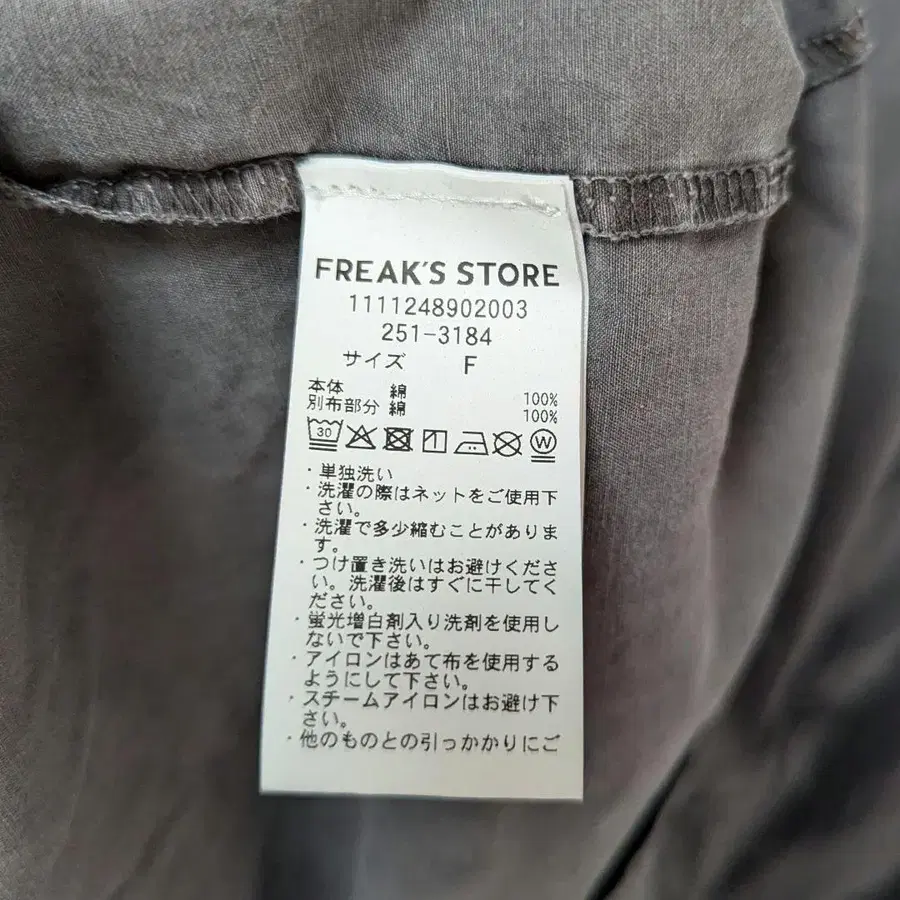 FREAK'S STORE
1111248902003
251-3184
サイズ F
本体 綿 100%
別布部分 綿 100%
30 1 W
・単独洗い
・洗濯の際はネットをご使用下
さい。
・洗濯で多少縮むことがありま
す。
・つけ置き洗いはお避けくださ
い。洗濯後はすぐに干してく
ださい。
・蛍光増白剤入り洗剤を使用し
ないで下さい。
・アイロンはあて布を使用する
ようにして下さい。
・スチームアイロンはお避け下
さい。
・他のものとの引っかかりにご